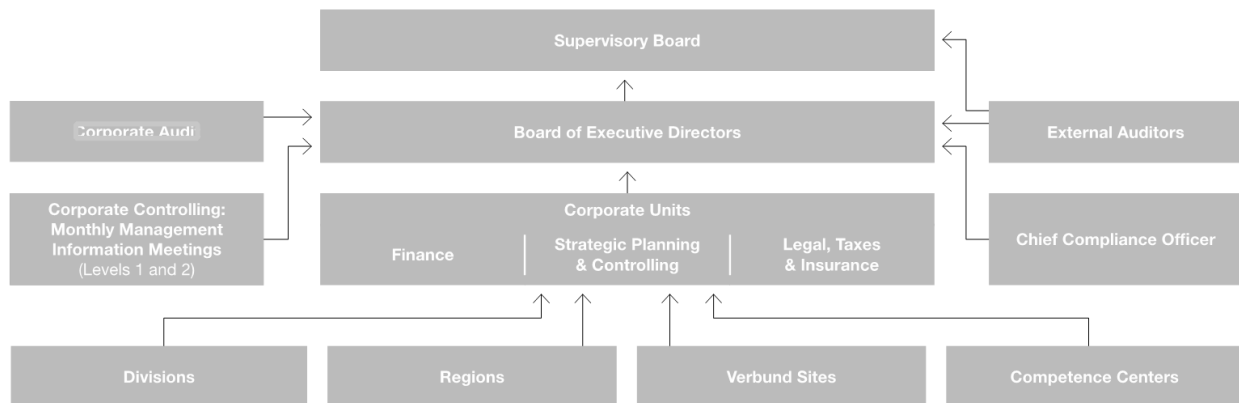 Supervisory Board
Corporate Audi
Board of Executive Directors
External Auditors
Corporate Controlling:
Monthly Management
Information Meetings
(Levels 1 and 2)
Corporate Units
Finance
Strategic Planning
& Controlling
Legal, Taxes
& Insurance
Chief Compliance Officer
Divisions
Regions
Verbund Sites
Competence Centers